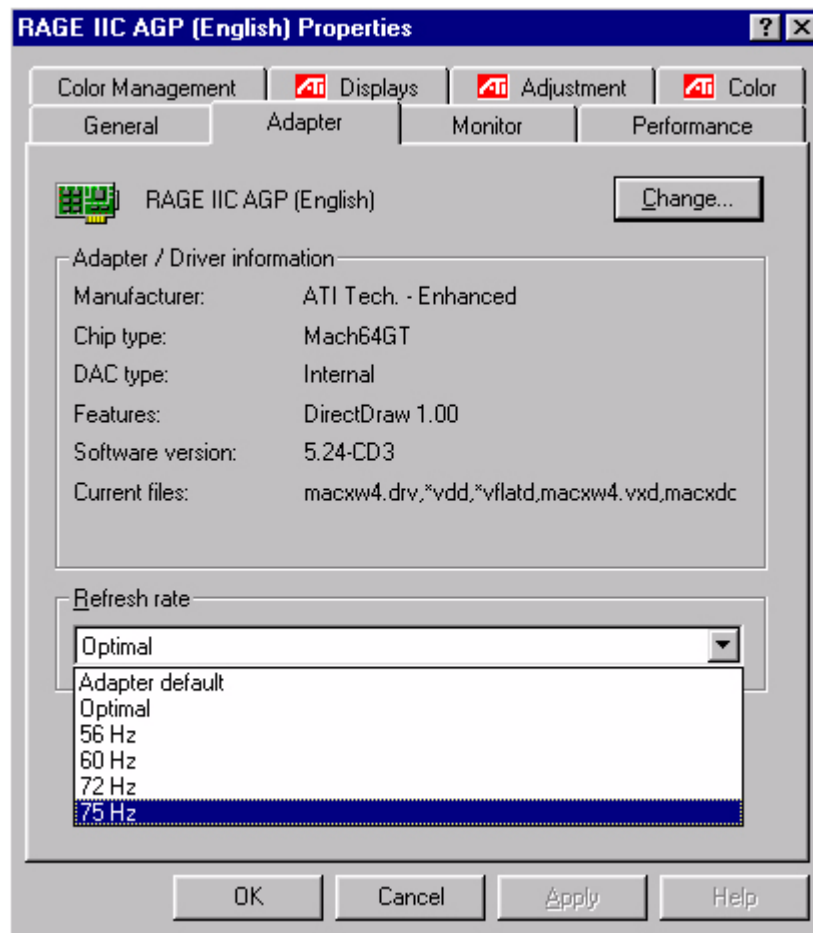 RAGE IIC AGP (English) Properties ? X
Color Management ATI Displays ATI Adjustment ATI Color
General Adapter Monitor Performance
RAGE IIC AGP (English) Change...
Adapter / Driver information
Manufacturer: ATI Tech. - Enhanced
Chip type: Mach64GT
DAC type: Internal
Features: DirectDraw 1.00
Software version: 5.24-CD3
Current files: macxw4.drv,*vdd,*vflatd,macxw4.vxd,macxdc
Refresh rate
Optimal
Adapter default
Optimal
56 Hz
60 Hz
72 Hz
75 Hz
OK Cancel Apply Help